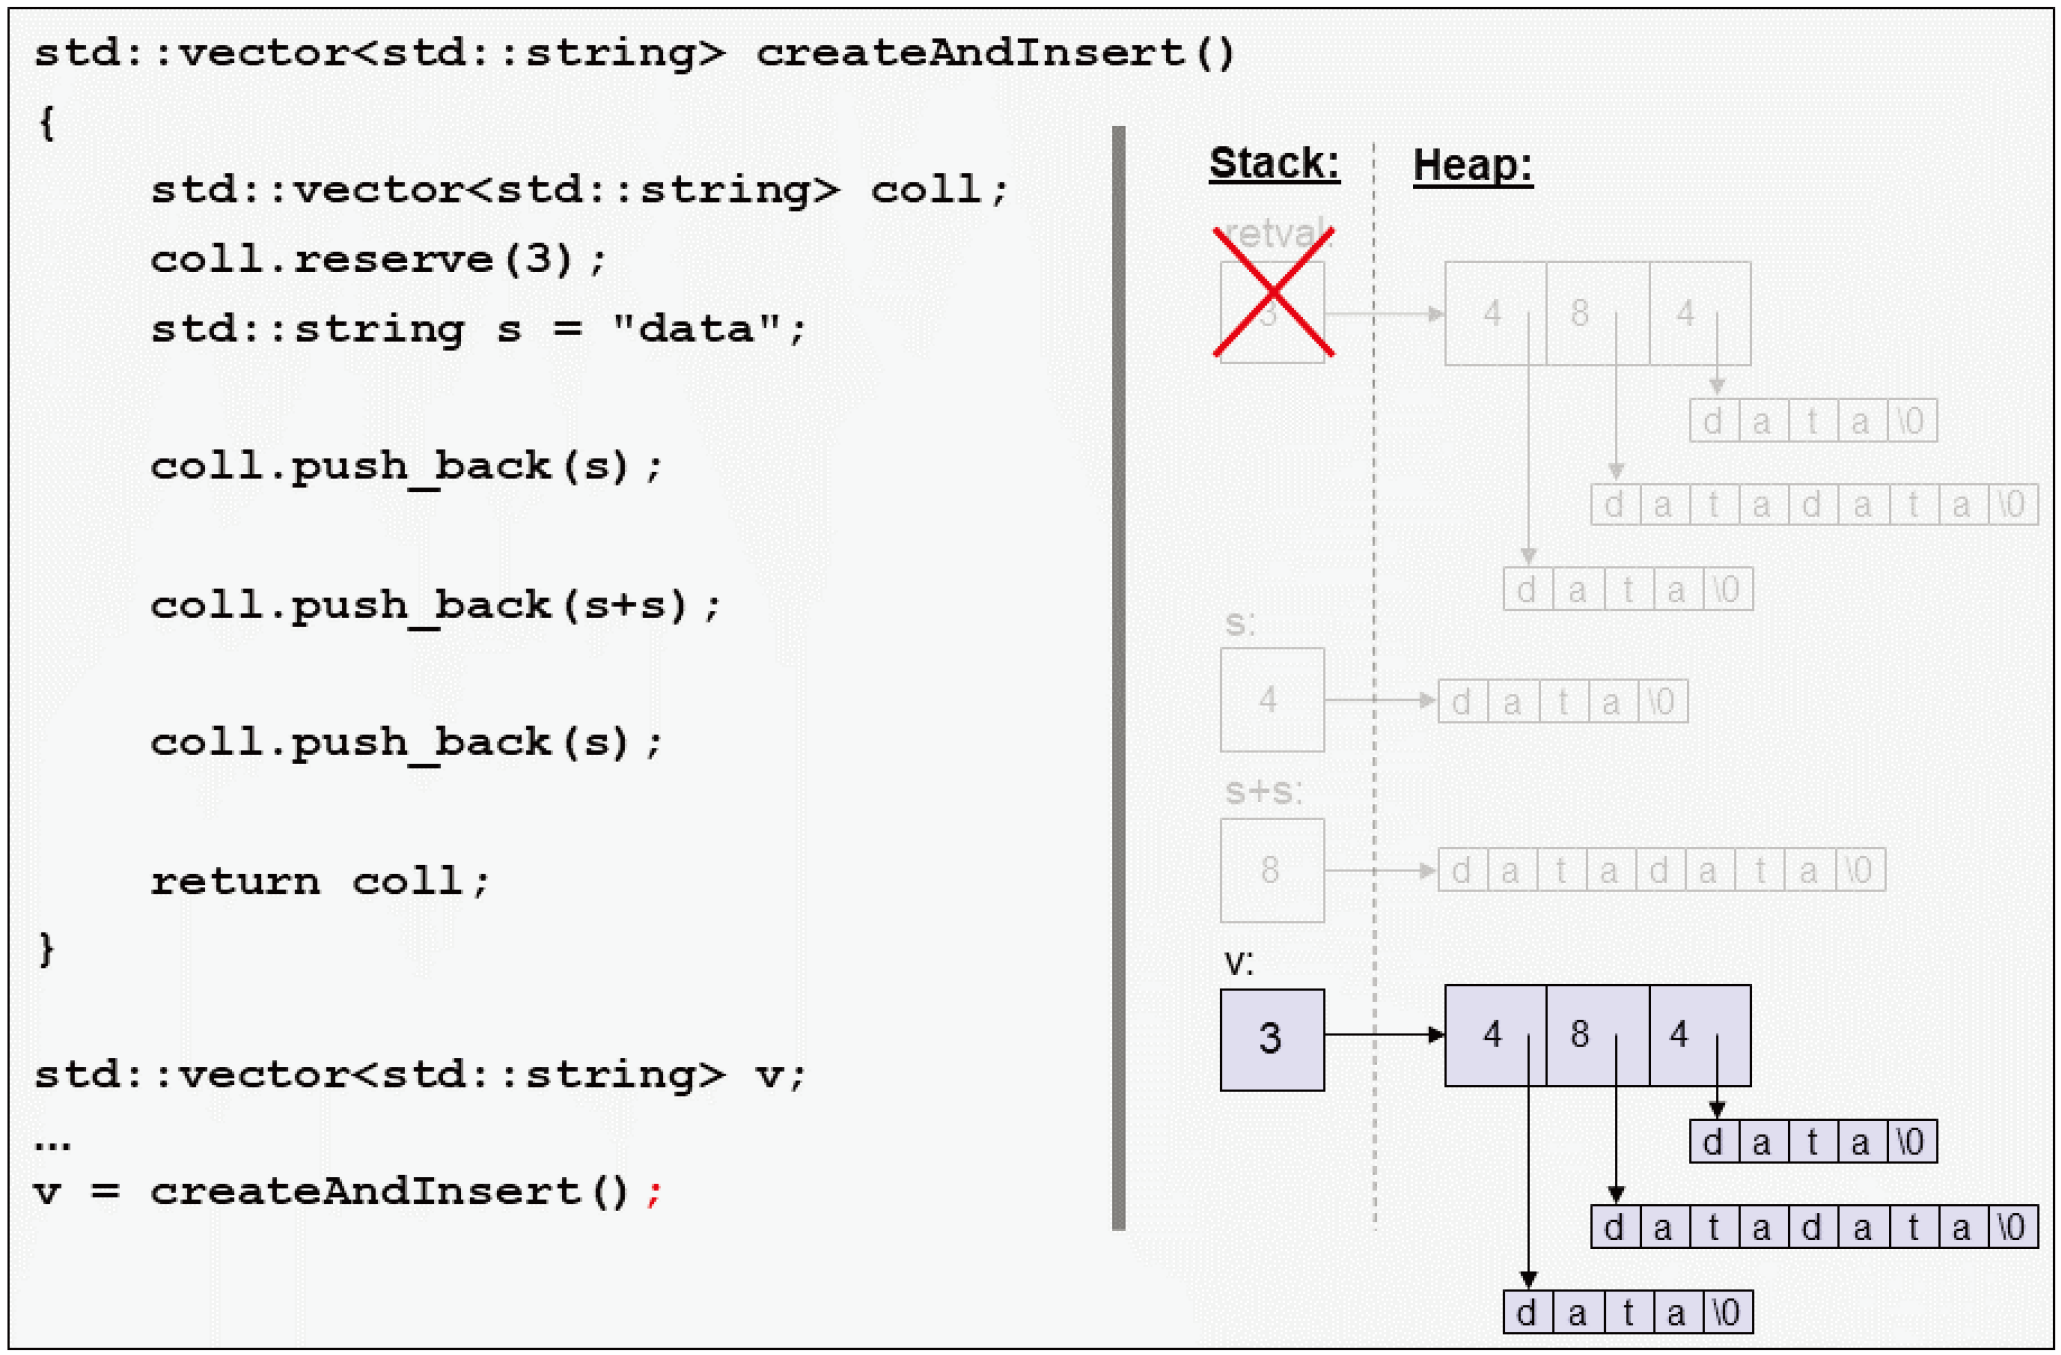 std::vector<std::string> createAndInsert()
{
std::vector<std::string> coll;
coll.reserve(3);
std::string s = "data";
coll.push_back(s);
coll.push_back(s+s);
coll.push_back(s);
return coll;
}
std::vector<std::string> v;
...
v = createAndInsert();
Stack: Heap:
retval:
3 4 8 4
d a t a \0
d a t a d a t a \0
d a t a \0
s:
4 d a t a \0
s+s:
8 d a t a d a t a \0
v:
3 4 8 4
d a t a \0
d a t a d a t a \0
d a t a \0